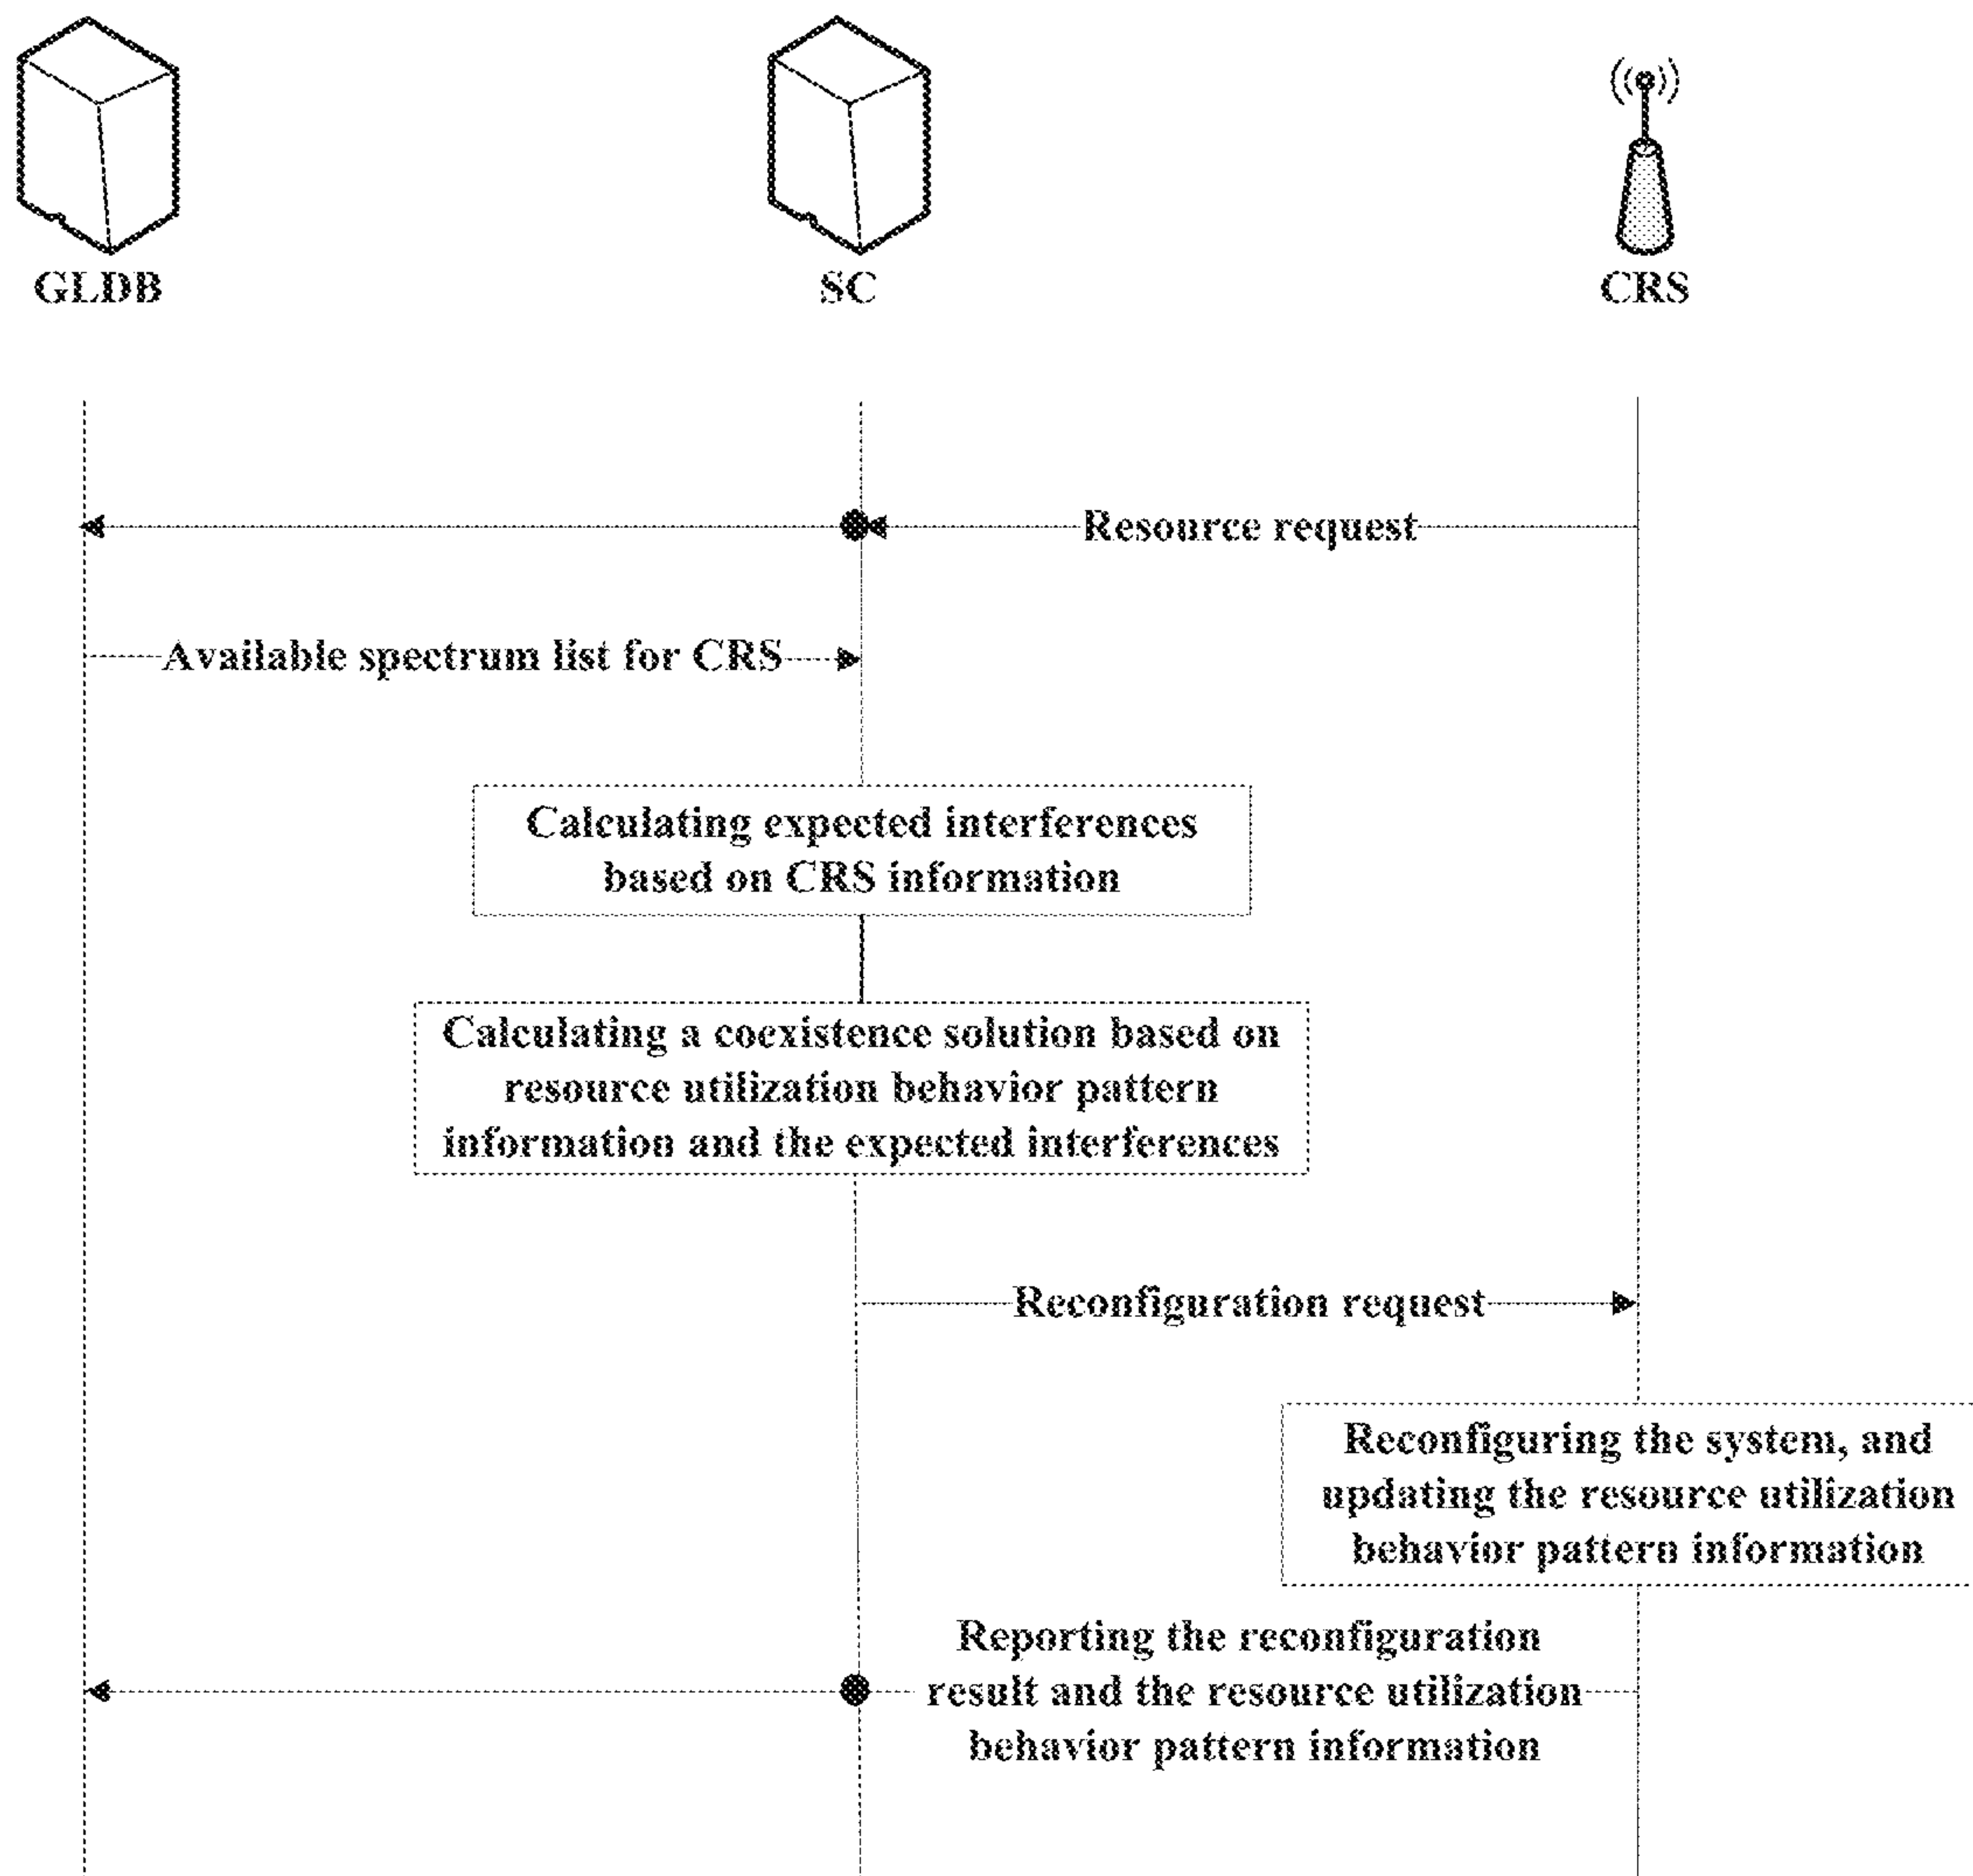 GLDB
SC
CRS
Resource request
Available spectrum list for CRS
Calculating expected interferences
based on CRS information
Calculating a coexistence solution based on
resource utilization behavior pattern
information and the expected interferences
Reconfiguration request
Reconfiguring the system, and
updating the resource utilization
behavior pattern information
Reporting the reconfiguration
result and the resource utilization
behavior pattern information